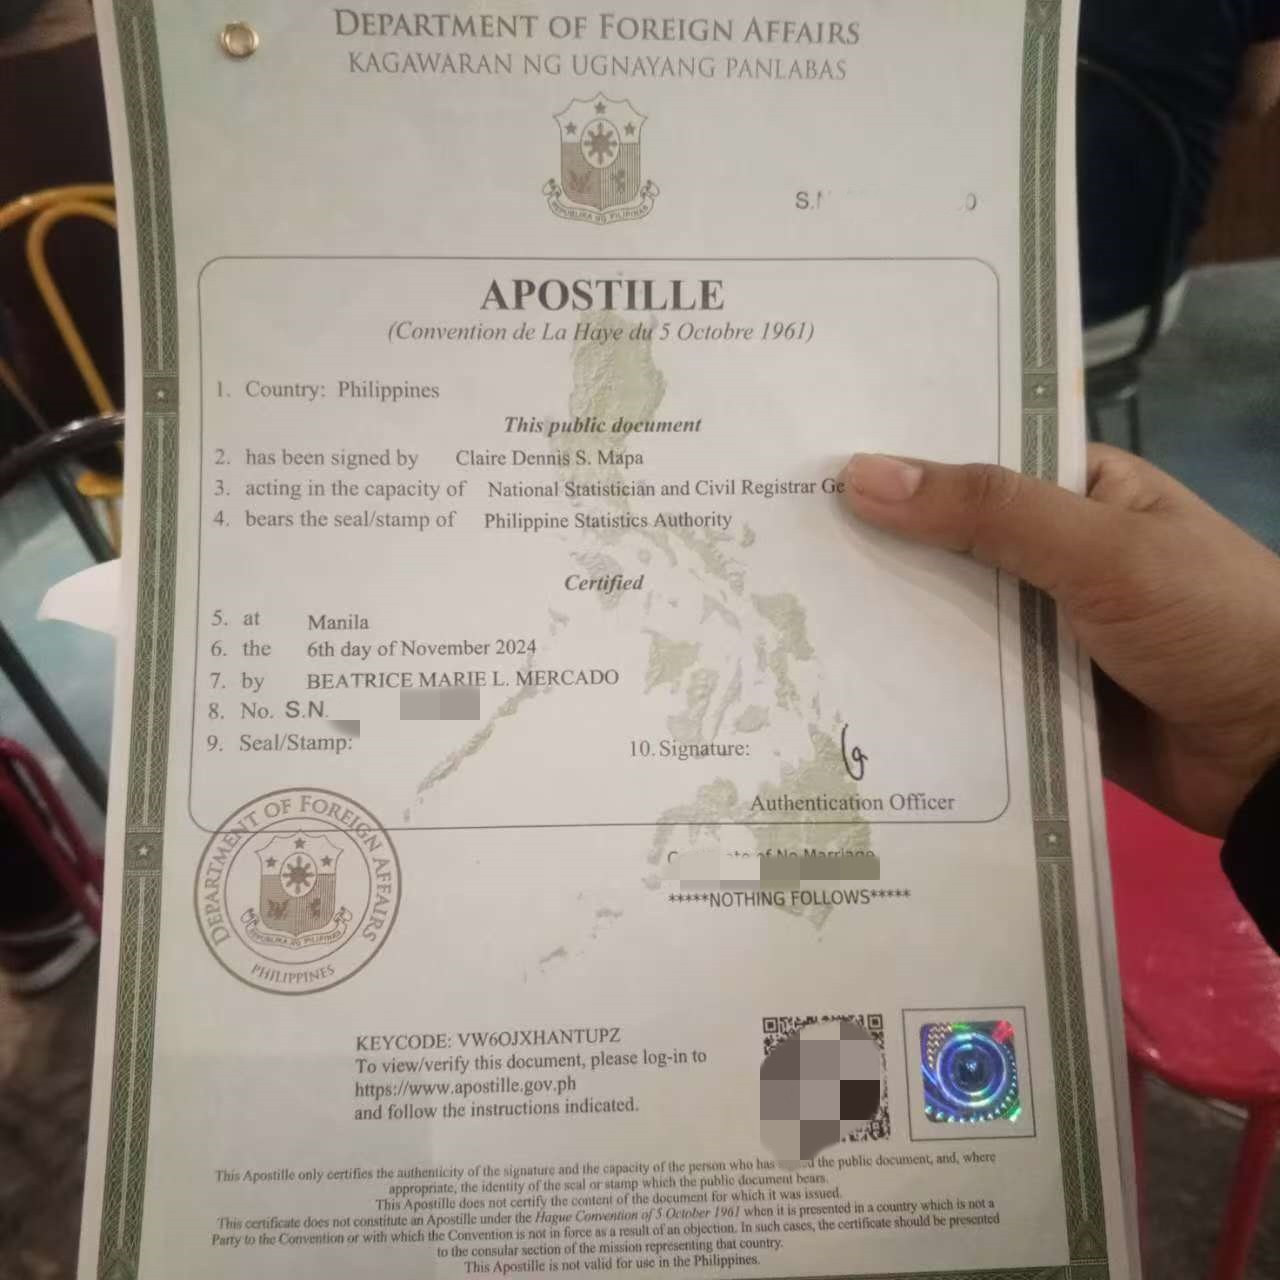 DEPARTMENT OF FOREIGN AFFAIRS
KAGAWARAN NG UGNAYANG PANLABAS
REPUBLIKA NG PILIPINAS
APOSTILLE
(Convention de La Haye du 5 Octobre 1961)
1. Country: Philippines
This public document
2. has been signed by Claire Dennis S. Mapa
3. acting in the capacity of National Statistician and Civil Registrar Ge
4. bears the seal/stamp of Philippine Statistics Authority
Certified
5. at Manila
6. the 6th day of November 2024
7. by BEATRICE MARIE L. MERCADO
8. No. S.N.
9. Seal/Stamp:
10. Signature:
Authentication Officer
DEPARTMENT OF FOREIGN AFFAIRS
REPUBLIKA NG PILIPINAS
PHILIPPINES
of No Marriage
*****NOTHING FOLLOWS*****
KEYCODE: VW6OJXHANTUPZ
To view/verify this document, please log-in to
https://www.apostille.gov.ph
and follow the instructions indicated.
This Apostille only certifies the authenticity of the signature and the capacity of the person who has the public document, and, where
appropriate, the identity of the seal or stamp which the public document bears.
This Apostille does not certify the content of the document for which it was issued.
This certificate does not constitute an Apostille under the Hague Convention of 5 October 1961 when it is presented in a country which is not a
Party to the Convention or with which the Convention is not in force as a result of an objection. In such cases, the certificate should be presented
to the consular section of the mission representing that country.
This Apostille is not valid for use in the Philippines.